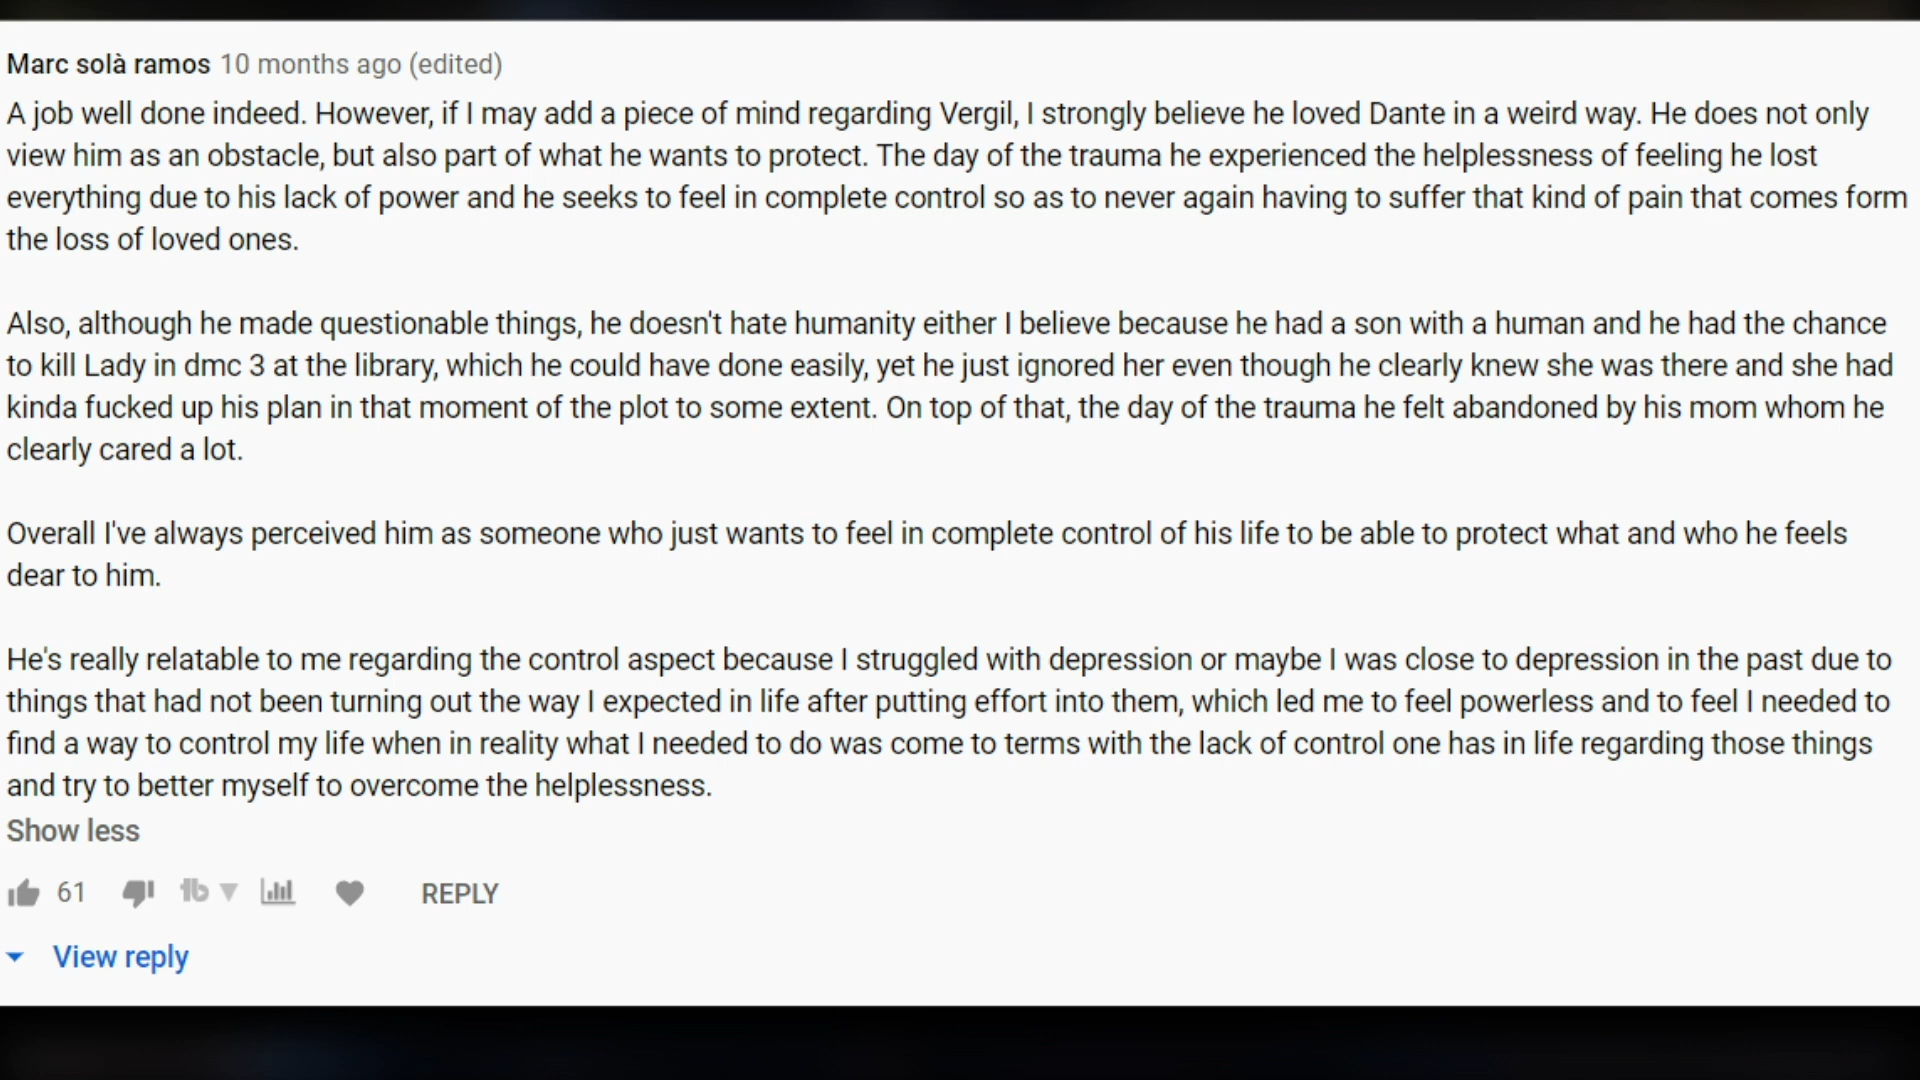 Marc solà ramos 10 months ago (edited)
A job well done indeed. However, if I may add a piece of mind regarding Vergil, I strongly believe he loved Dante in a weird way. He does not only
view him as an obstacle, but also part of what he wants to protect. The day of the trauma he experienced the helplessness of feeling he lost
everything due to his lack of power and he seeks to feel in complete control so as to never again having to suffer that kind of pain that comes form
the loss of loved ones.
Also, although he made questionable things, he doesn't hate humanity either I believe because he had a son with a human and he had the chance
to kill Lady in dmc 3 at the library, which he could have done easily, yet he just ignored her even though he clearly knew she was there and she had
kinda fucked up his plan in that moment of the plot to some extent. On top of that, the day of the trauma he felt abandoned by his mom whom he
clearly cared a lot.
Overall I've always perceived him as someone who just wants to feel in complete control of his life to be able to protect what and who he feels
dear to him.
He's really relatable to me regarding the control aspect because I struggled with depression or maybe I was close to depression in the past due to
things that had not been turning out the way I expected in life after putting effort into them, which led me to feel powerless and to feel I needed to
find a way to control my life when in reality what I needed to do was come to terms with the lack of control one has in life regarding those things
and try to better myself to overcome the helplessness.
Show less
61 REPLY
View reply